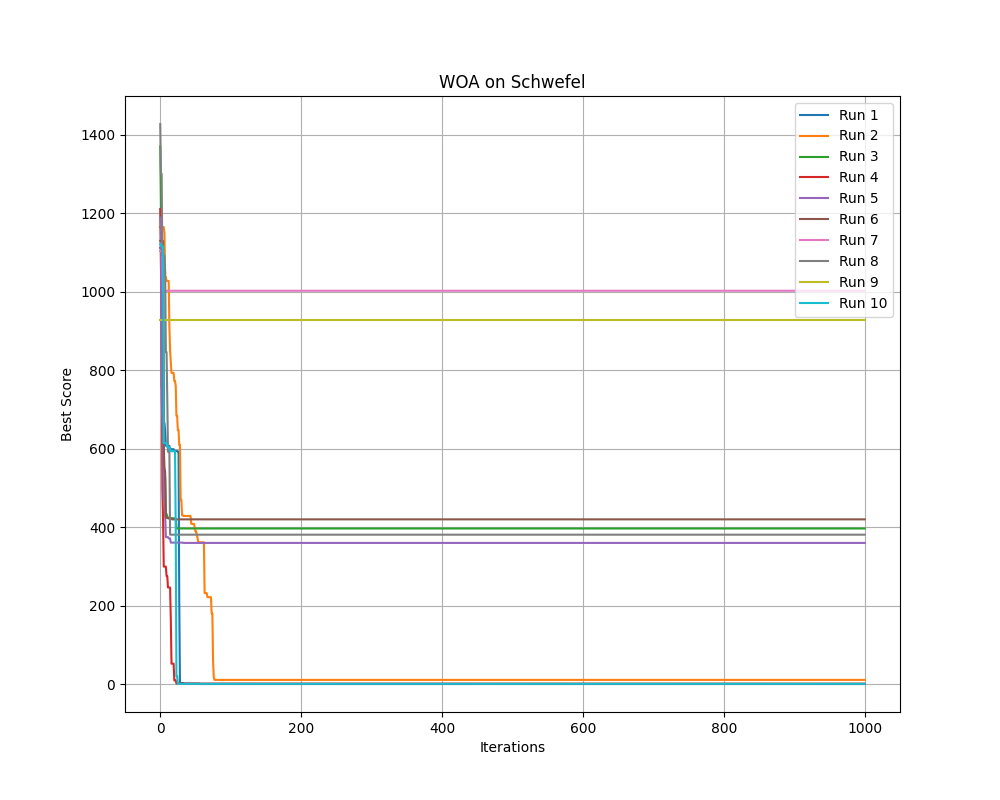 WOA on Schwefel
Best Score
1400
1200
1000
800
600
400
200
0
0 200 400 600 800 1000
Iterations
Run 1
Run 2
Run 3
Run 4
Run 5
Run 6
Run 7
Run 8
Run 9
Run 10